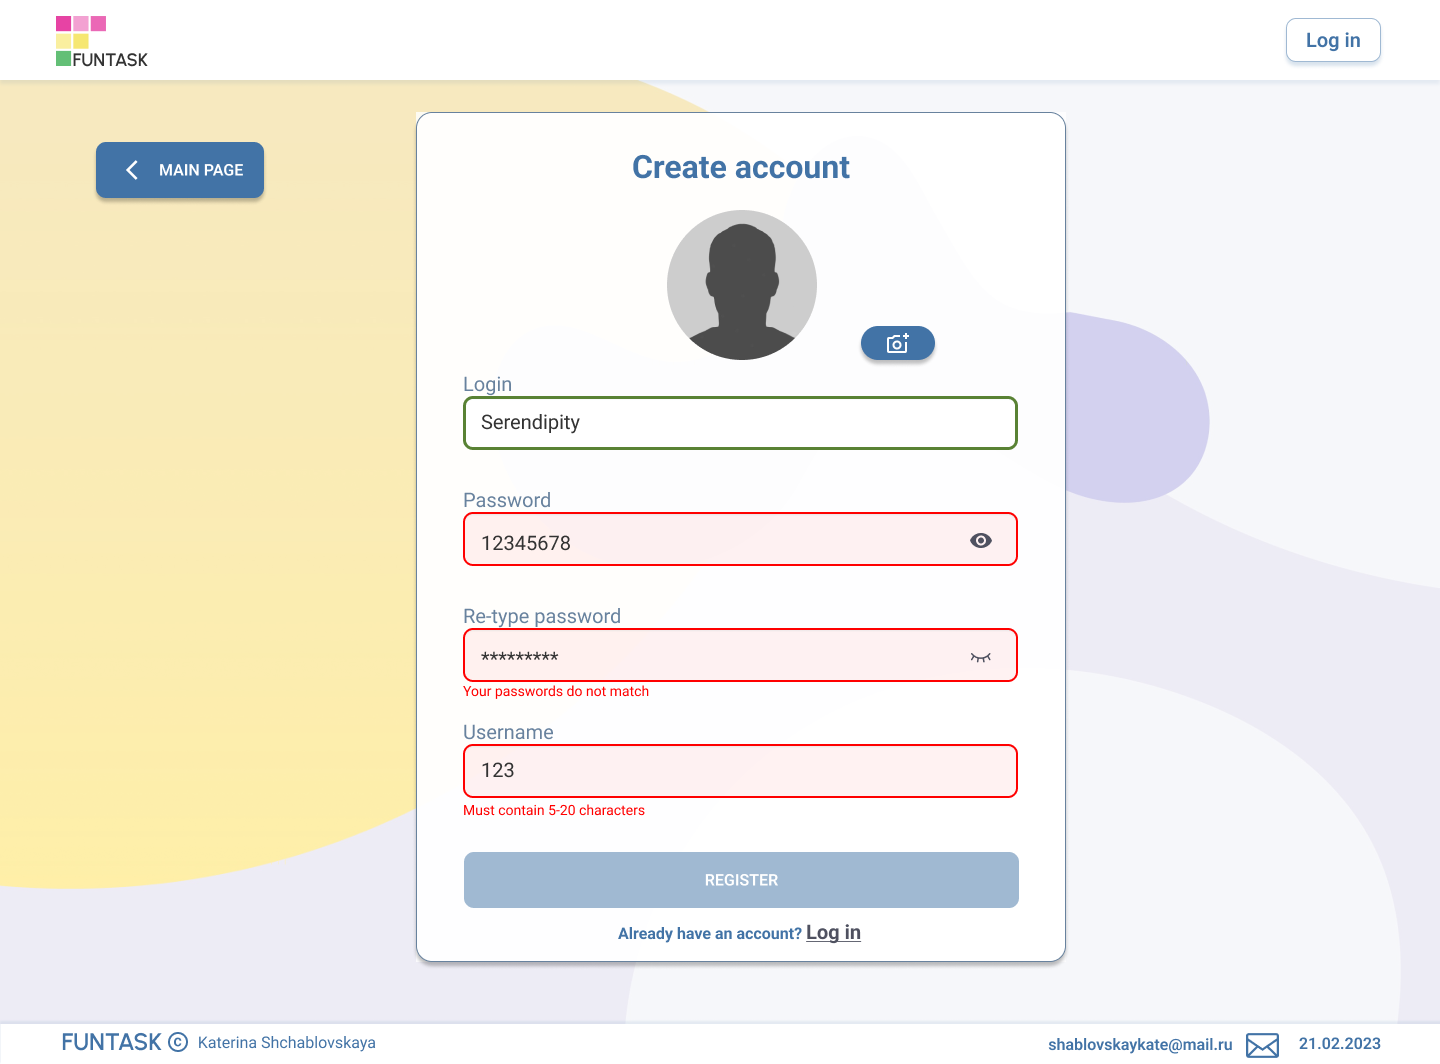 FUNTASK
Log in
MAIN PAGE
Create account
Login
Serendipity
Password
12345678
Re-type password
*********
Your passwords do not match
Username
123
Must contain 5-20 characters
REGISTER
Already have an account? Log in
FUNTASK © Katerina Shchablovskaya
shablovskaykate@mail.ru 21.02.2023